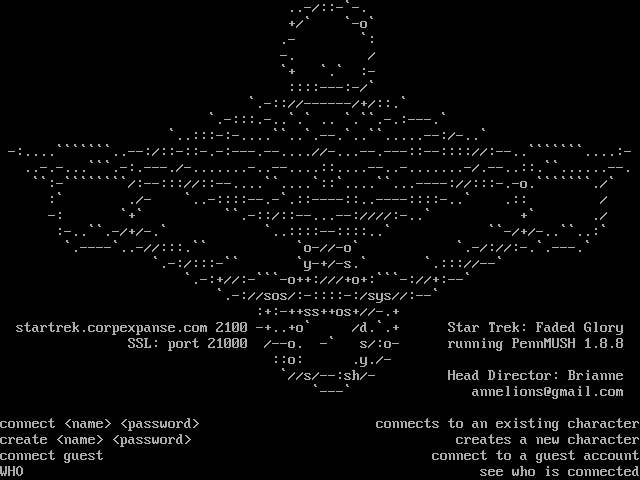 startrek.corpexpanse.com 2100
SSL: port 21000
Star Trek: Faded Glory
running PennMUSH 1.8.8
Head Director: Brianne
annelions@gmail.com
connect <name> <password> connects to an existing character
create <name> <password> creates a new character
connect guest connect to a guest account
WHO see who is connected